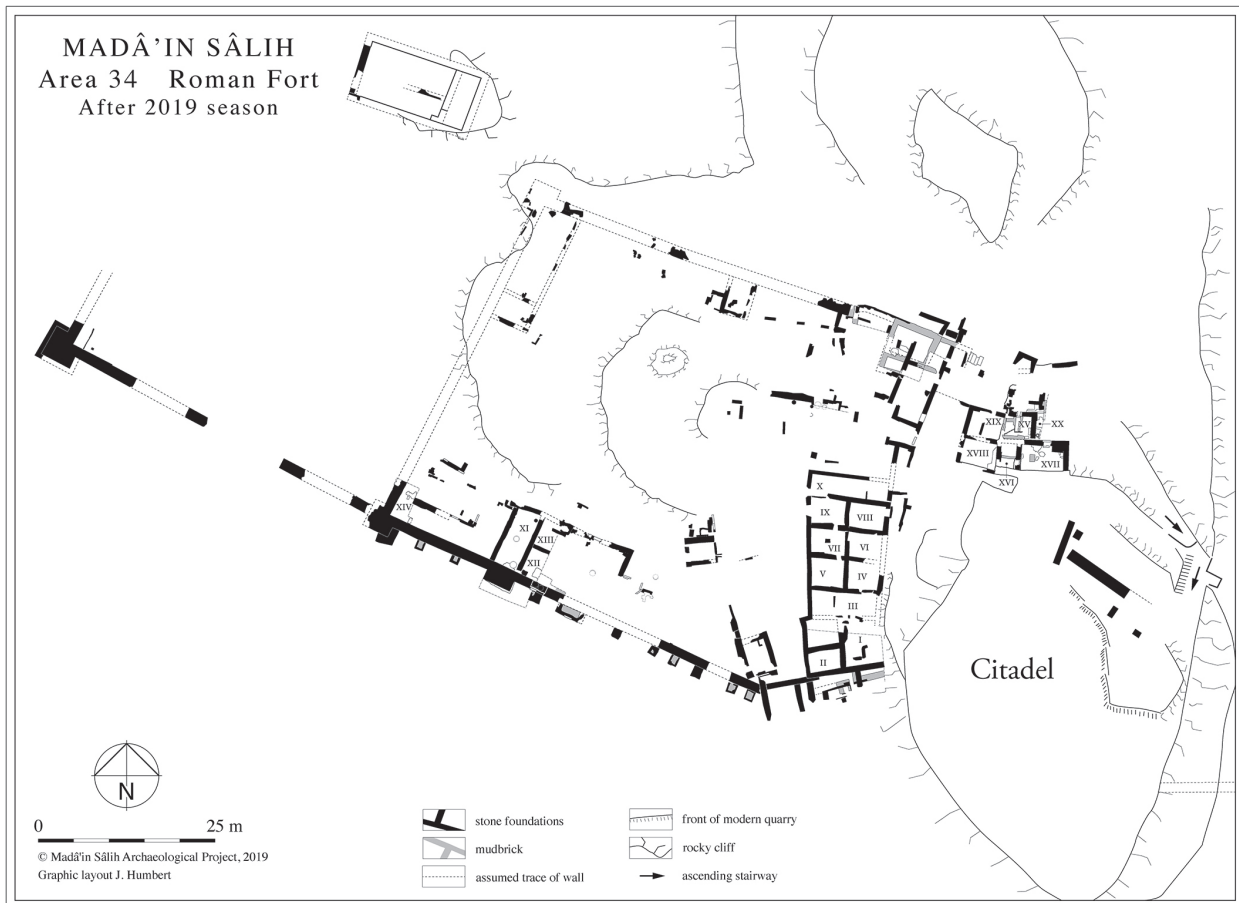 MADÂ’IN SÂLIH
Area 34 Roman Fort
After 2019 season
XIX
XV
XX
XVIII
XVII
XVI
X
IX
VIII
XIV
XI
XIII
XII
VII
VI
V
IV
III
I
II
Citadel
N
0 25 m
© Madâ'in Sâlih Archaeological Project, 2019
Graphic layout J. Humbert
stone foundations
mudbrick
assumed trace of wall
front of modern quarry
rocky cliff
ascending stairway